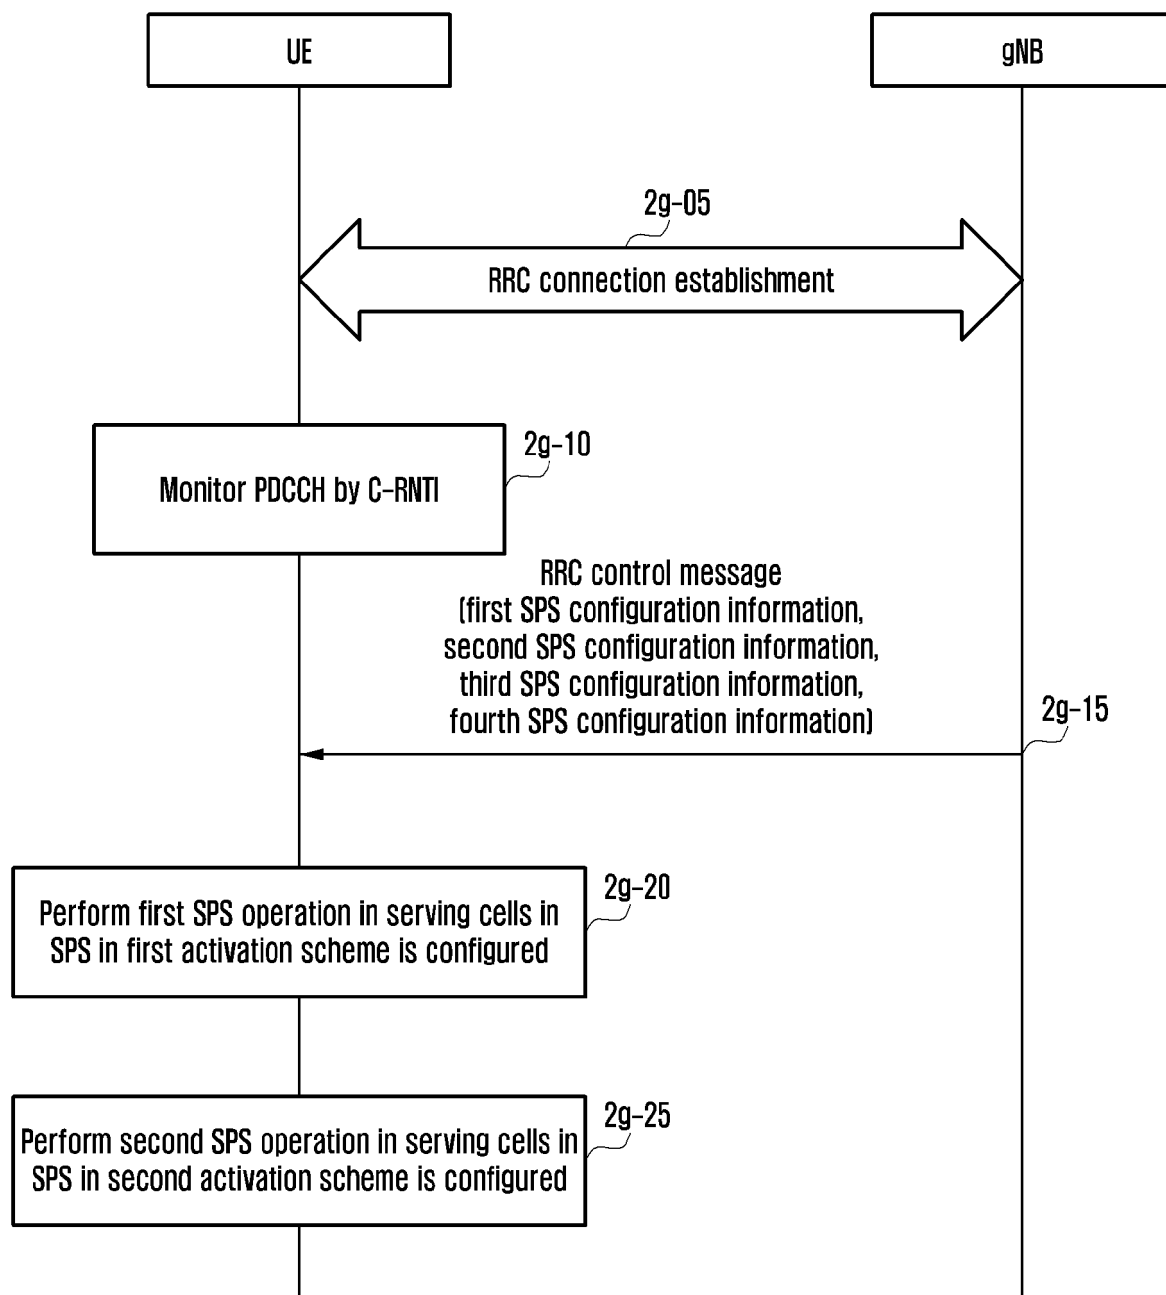 UE
gNB
2g-05
RRC connection establishment
2g-10
Monitor PDCCH by C-RNTI
RRC control message
(first SPS configuration information,
second SPS configuration information,
third SPS configuration information,
fourth SPS configuration information)
2g-15
2g-20
Perform first SPS operation in serving cells in
SPS in first activation scheme is configured
2g-25
Perform second SPS operation in serving cells in
SPS in second activation scheme is configured